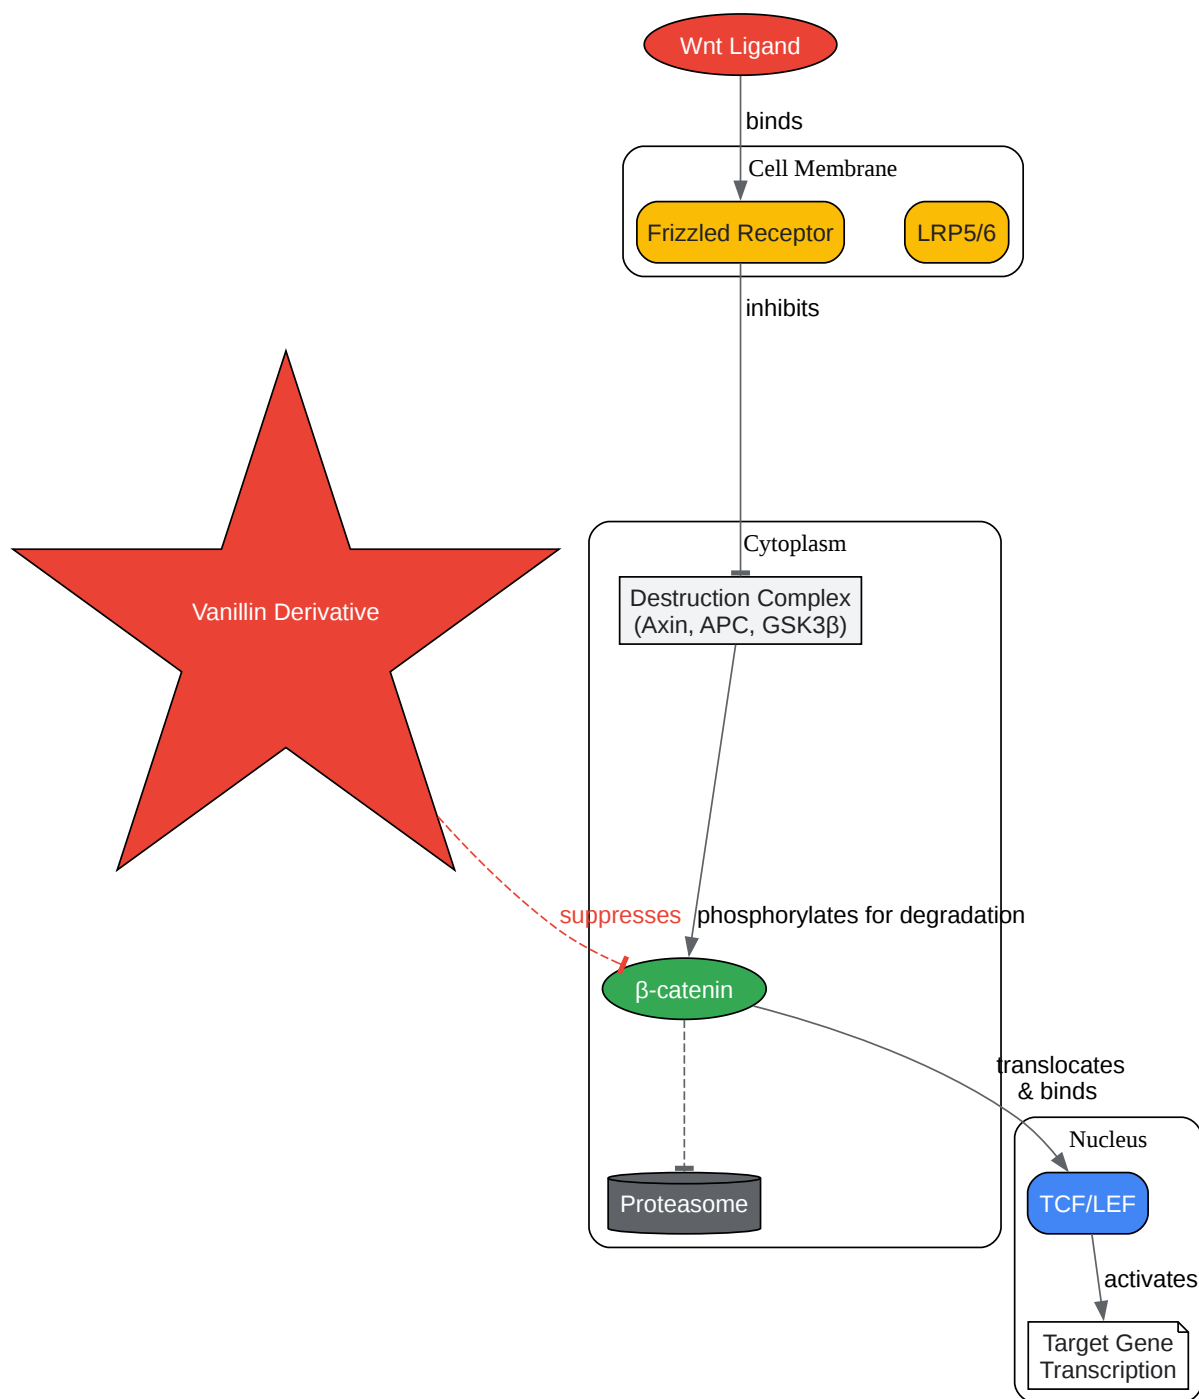 Wnt Ligand
binds
Cell Membrane
Frizzled Receptor
LRP5/6
inhibits
Cytoplasm
Destruction Complex
(Axin, APC, GSK3β)
Vanillin Derivative
suppresses
phosphorylates for degradation
β-catenin
translocates
& binds
Nucleus
Proteasome
TCF/LEF
activates
Target Gene
Transcription